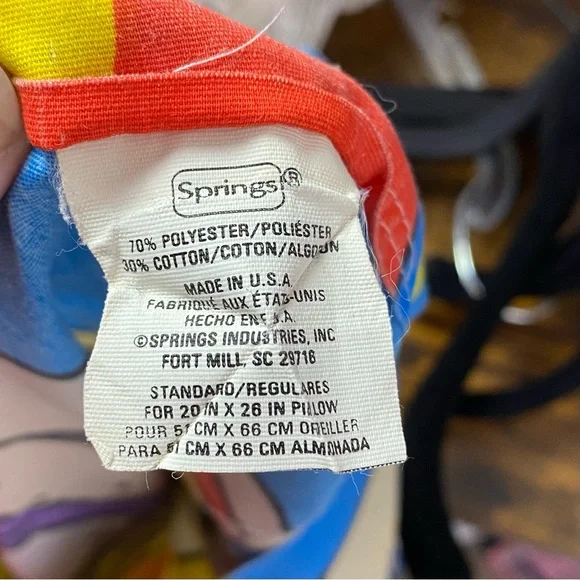 Springs®
70% POLYESTER/POLIÉSTER
30% COTTON/COTON/ALGODON
MADE IN U.S.A.
FABRIQUE AUX ÉTATS-UNIS
HECHO EN E.U.A.
©SPRINGS INDUSTRIES, INC
FORT MILL, SC 29716
STANDARD/REGULARES
FOR 20 IN X 26 IN PILLOW
POUR 51 CM X 66 CM OREILLER
PARA 51 CM X 66 CM ALMOHADA